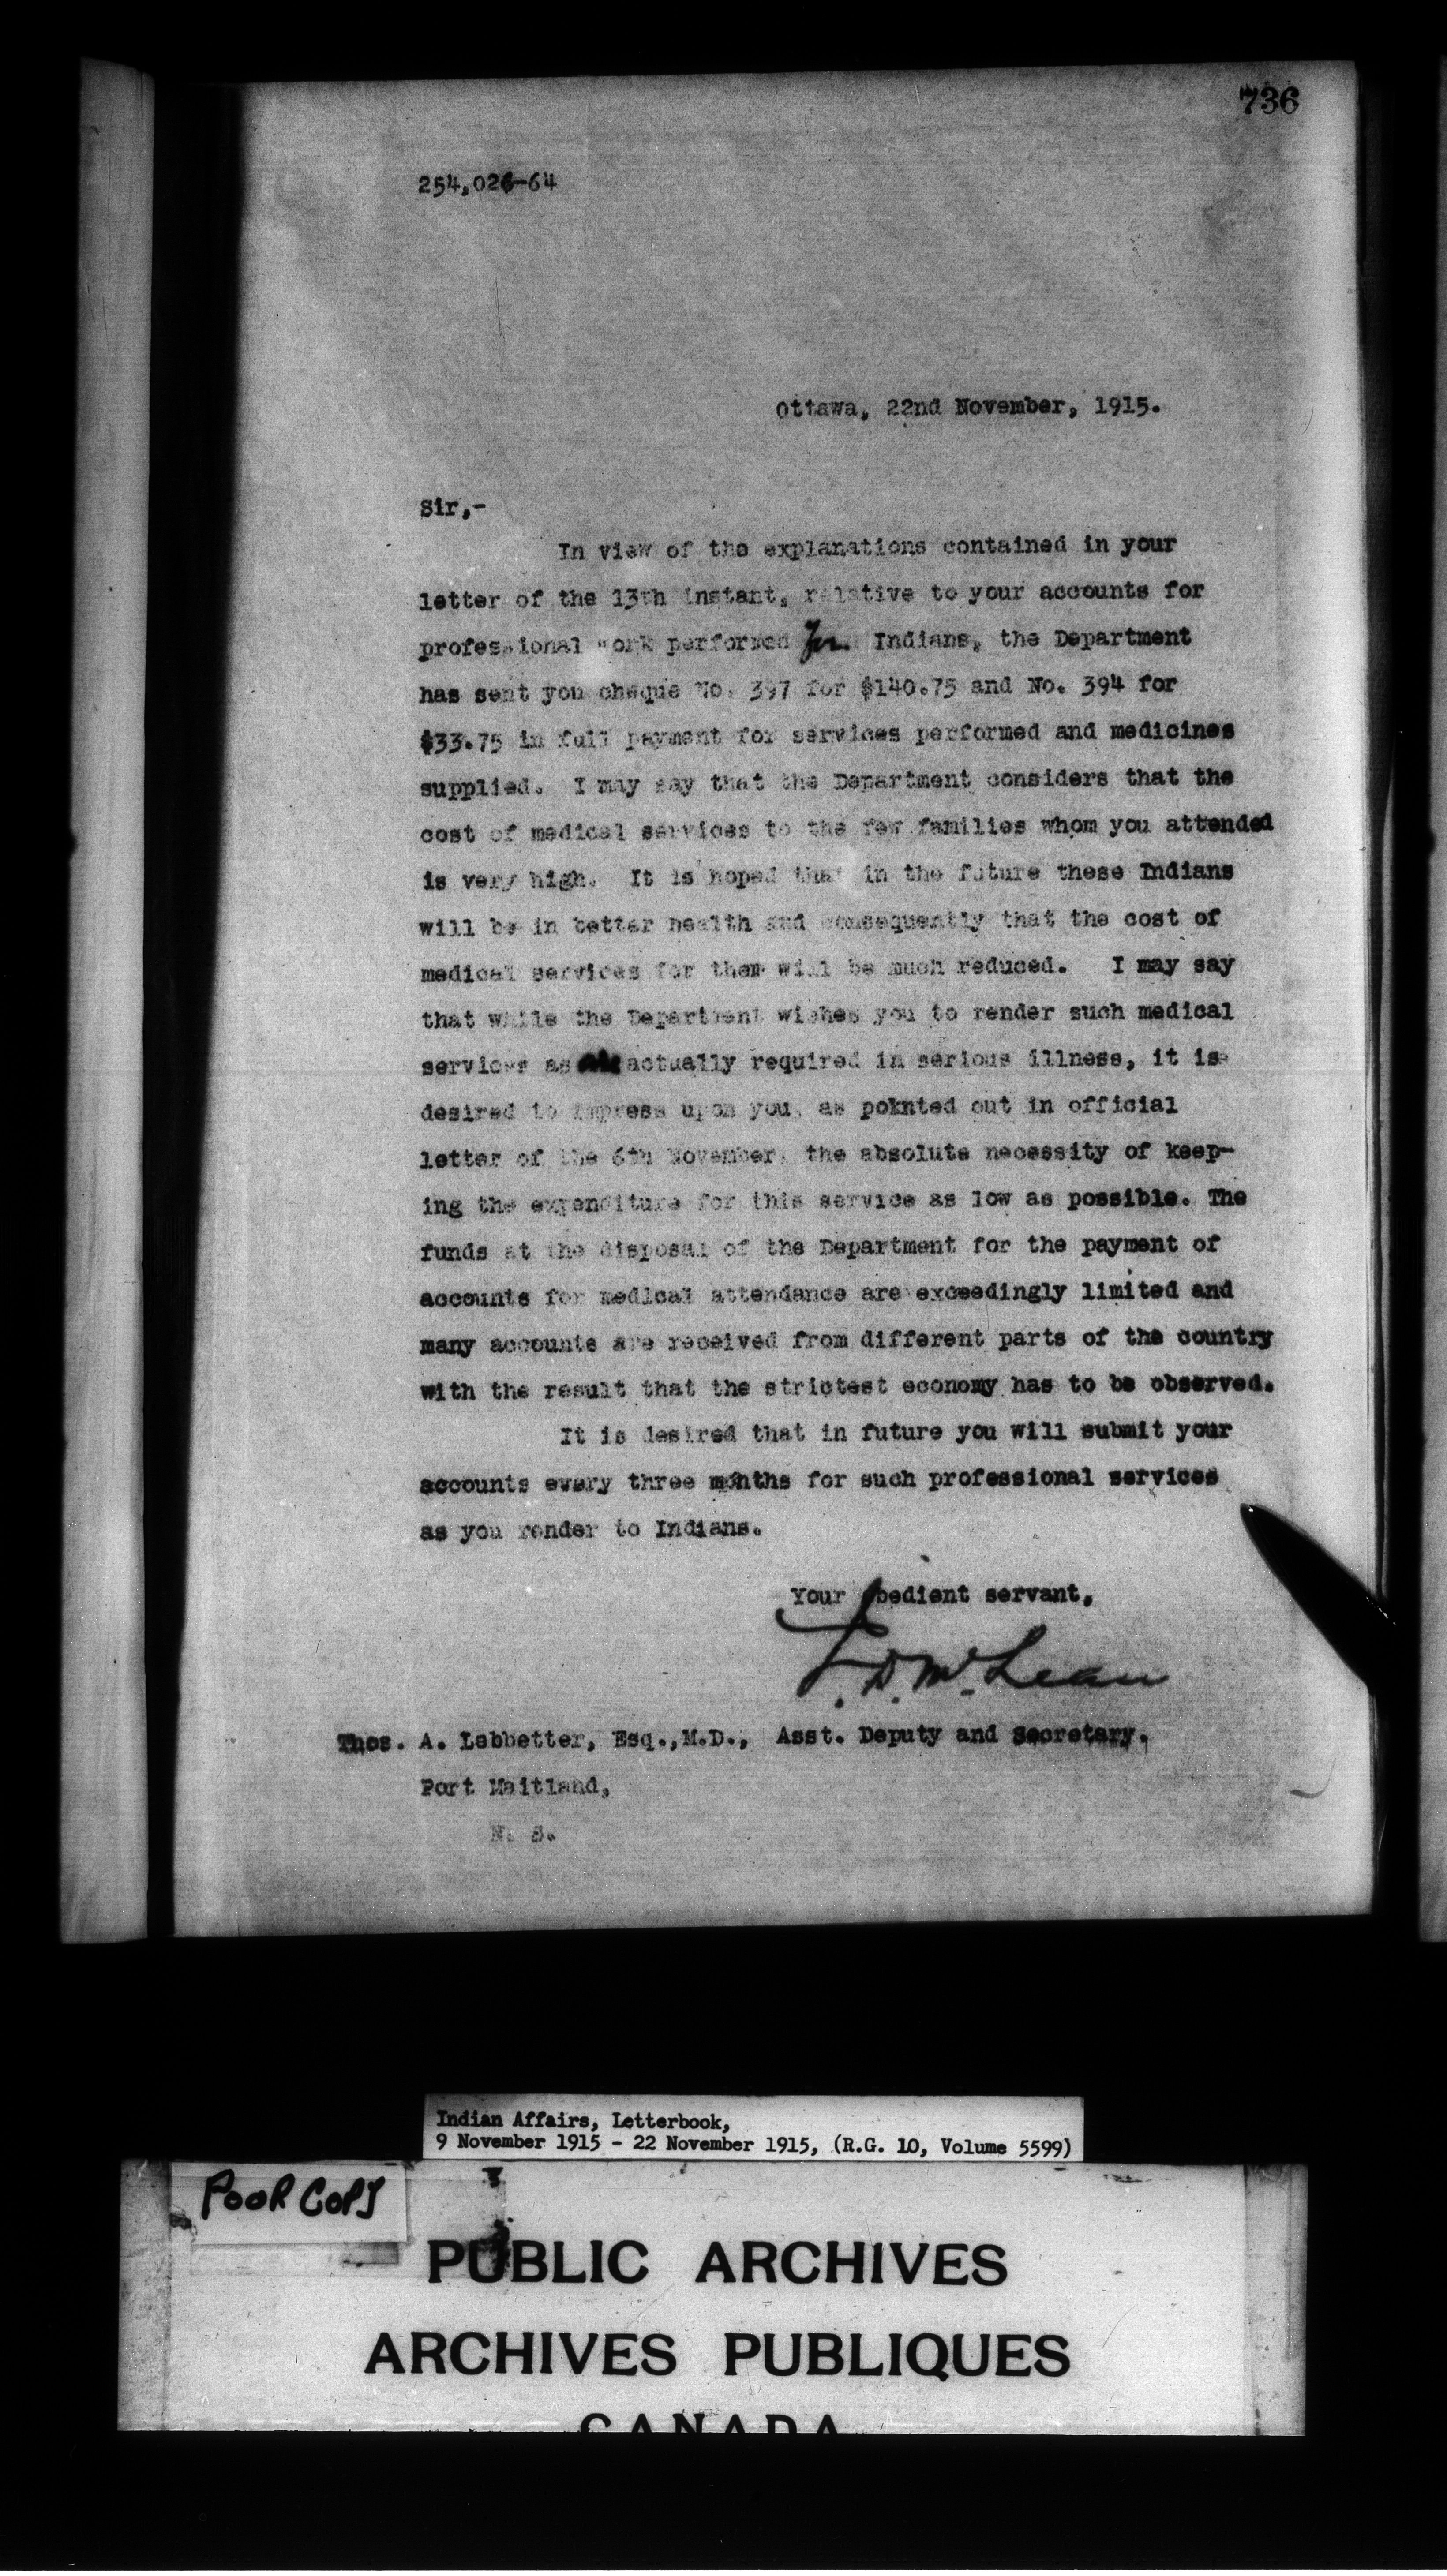 736
254,026-64
Ottawa, 22nd November, 1915.
Sir,-
In view of the explanations contained in your
letter of the 13th instant, relative to your accounts for
professional work performed for Indians, the Department
has sent you cheque No. 397 for $140.75 and No. 394 for
$33.75 in full payment for services performed and medicines
supplied. I may say that the Department considers that the
cost of medical services to the few families whom you attended
is very high. It is hoped that in the future these Indians
will be in better health and consequently that the cost of
medical services for them will be much reduced. I may say
that while the Department wishes you to render such medical
services as actually required in serious illness, it is
desired to impress upon you, as poknted out in official
letter of the 6th November, the absolute necessity of keep-
ing the expenditure for this service as low as possible. The
funds at the disposal of the Department for the payment of
accounts for medical attendance are exceedingly limited and
many accounts are received from different parts of the country
with the result that the strictest economy has to be observed.
It is desired that in future you will submit your
accounts every three months for such professional services
as you render to Indians.
Your obedient servant,
J. D. McLean
Thos. A. Lebbetter, Esq.,M.D., Asst. Deputy and Secretary.
Port Maitland,
N. S.
Indian Affairs, Letterbook,
9 November 1915 - 22 November 1915, (R.G. 10, Volume 5599)
POOR COPY
PUBLIC ARCHIVES
ARCHIVES PUBLIQUES
CANADA